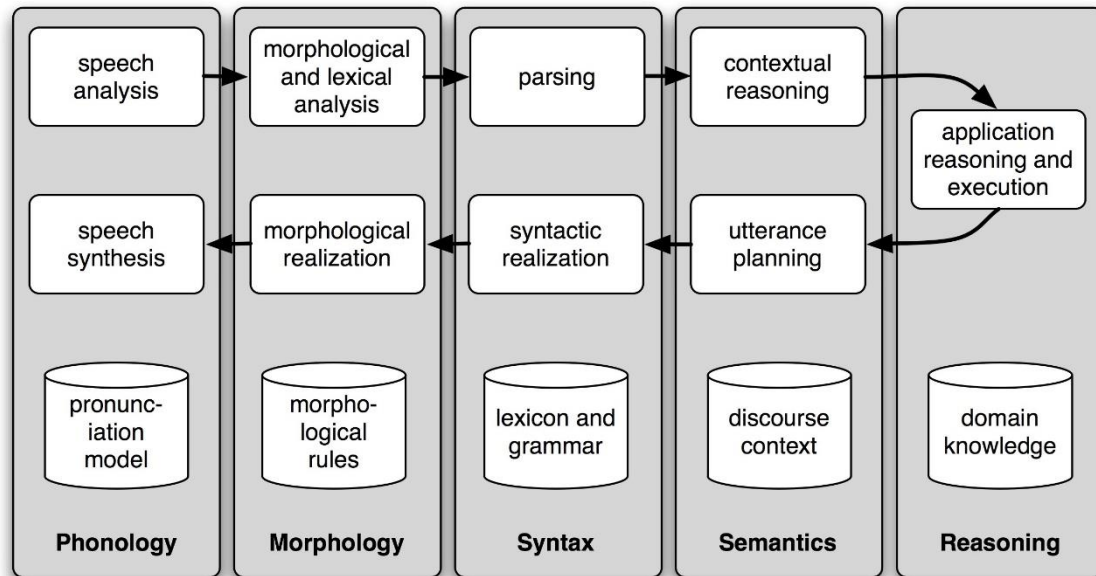 speech
analysis
morphological
and lexical
analysis
parsing
contextual
reasoning
application
reasoning and
execution
speech
synthesis
morphological
realization
syntactic
realization
utterance
planning
pronunc-
iation
model
morpho-
logical
rules
lexicon and
grammar
discourse
context
domain
knowledge
Phonology
Morphology
Syntax
Semantics
Reasoning